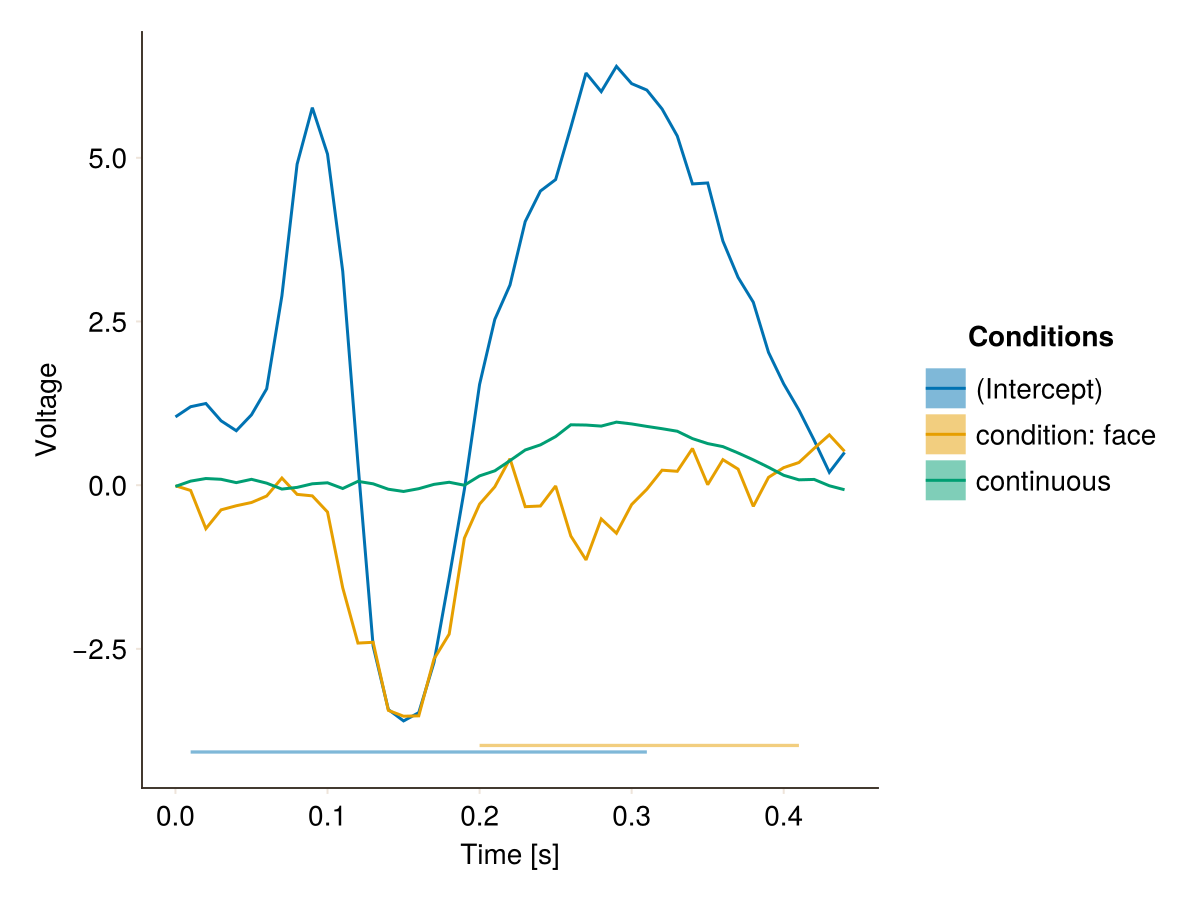 5.0
2.5
0.0
−2.5
Voltage
0.0 0.1 0.2 0.3 0.4
Time [s]
Conditions
(Intercept)
condition: face
continuous